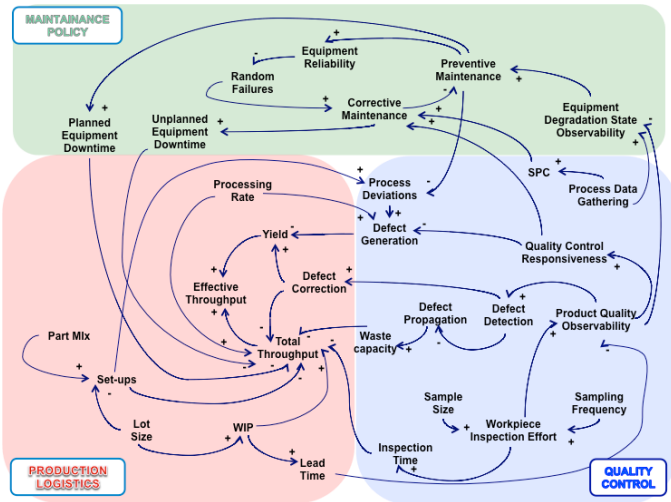 MAINTAINANCE
POLICY
Equipment
Reliability
Preventive
Maintenance
Random
Failures
Corrective
Maintenance
Planned
Equipment
Downtime
Unplanned
Equipment
Downtime
Equipment
Degradation State
Observability
SPC
Process Data
Gathering
Processing
Rate
Process
Deviations
Defect
Generation
Yield
Quality Control
Responsiveness
Effective
Throughput
Defect
Correction
Defect
Propagation
Defect
Detection
Product Quality
Observability
Part MIx
Total
Throughput
Waste
capacity
Set-ups
Sample
Size
Sampling
Frequency
Lot
Size
WIP
Workpiece
Inspection Effort
Inspection
Time
Lead
Time
PRODUCTION
LOGISTICS
QUALITY
CONTROL